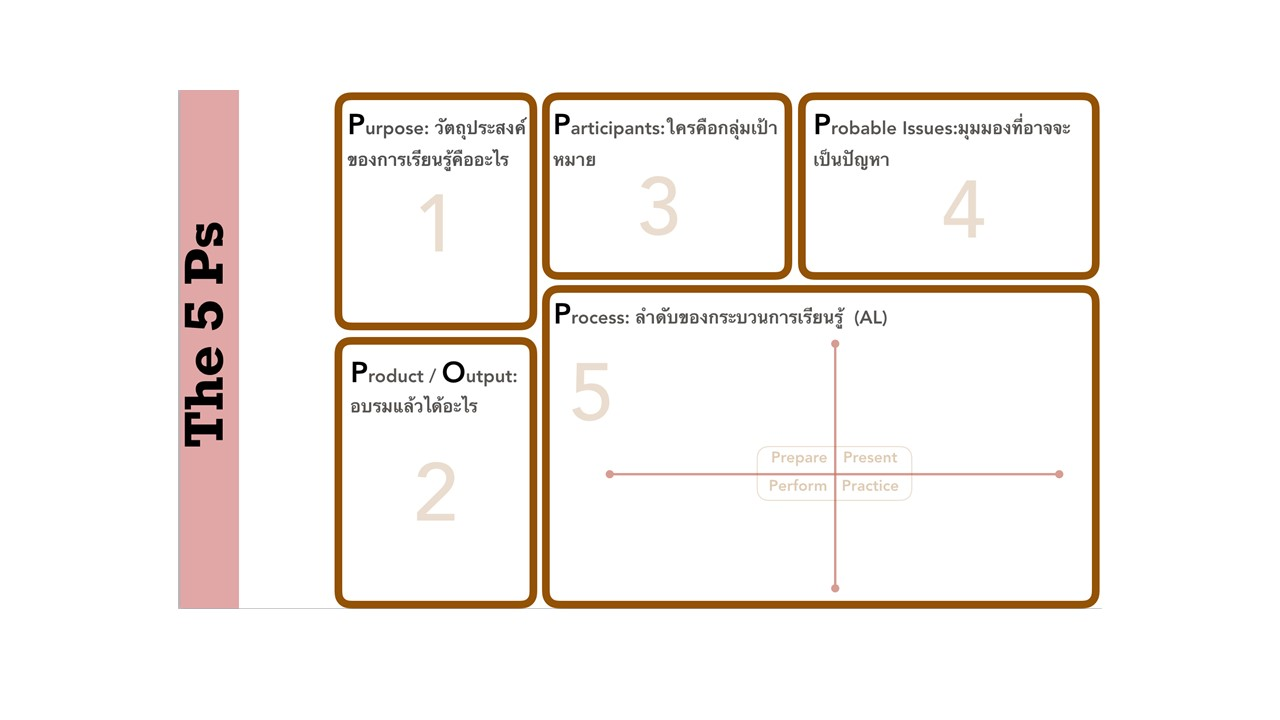 The 5 Ps
Purpose: วัตถุประสงค์
ของการเรียนรู้คืออะไร
1
Product / Output:
อบรมแล้วได้อะไร
2
Participants: ใครคือกลุ่มเป้า
หมาย
3
Probable Issues:มุมมองที่อาจจะ
เป็นปัญหา
4
Process: ลำดับของกระบวนการเรียนรู้ (AL)
5
Prepare Present
Perform Practice